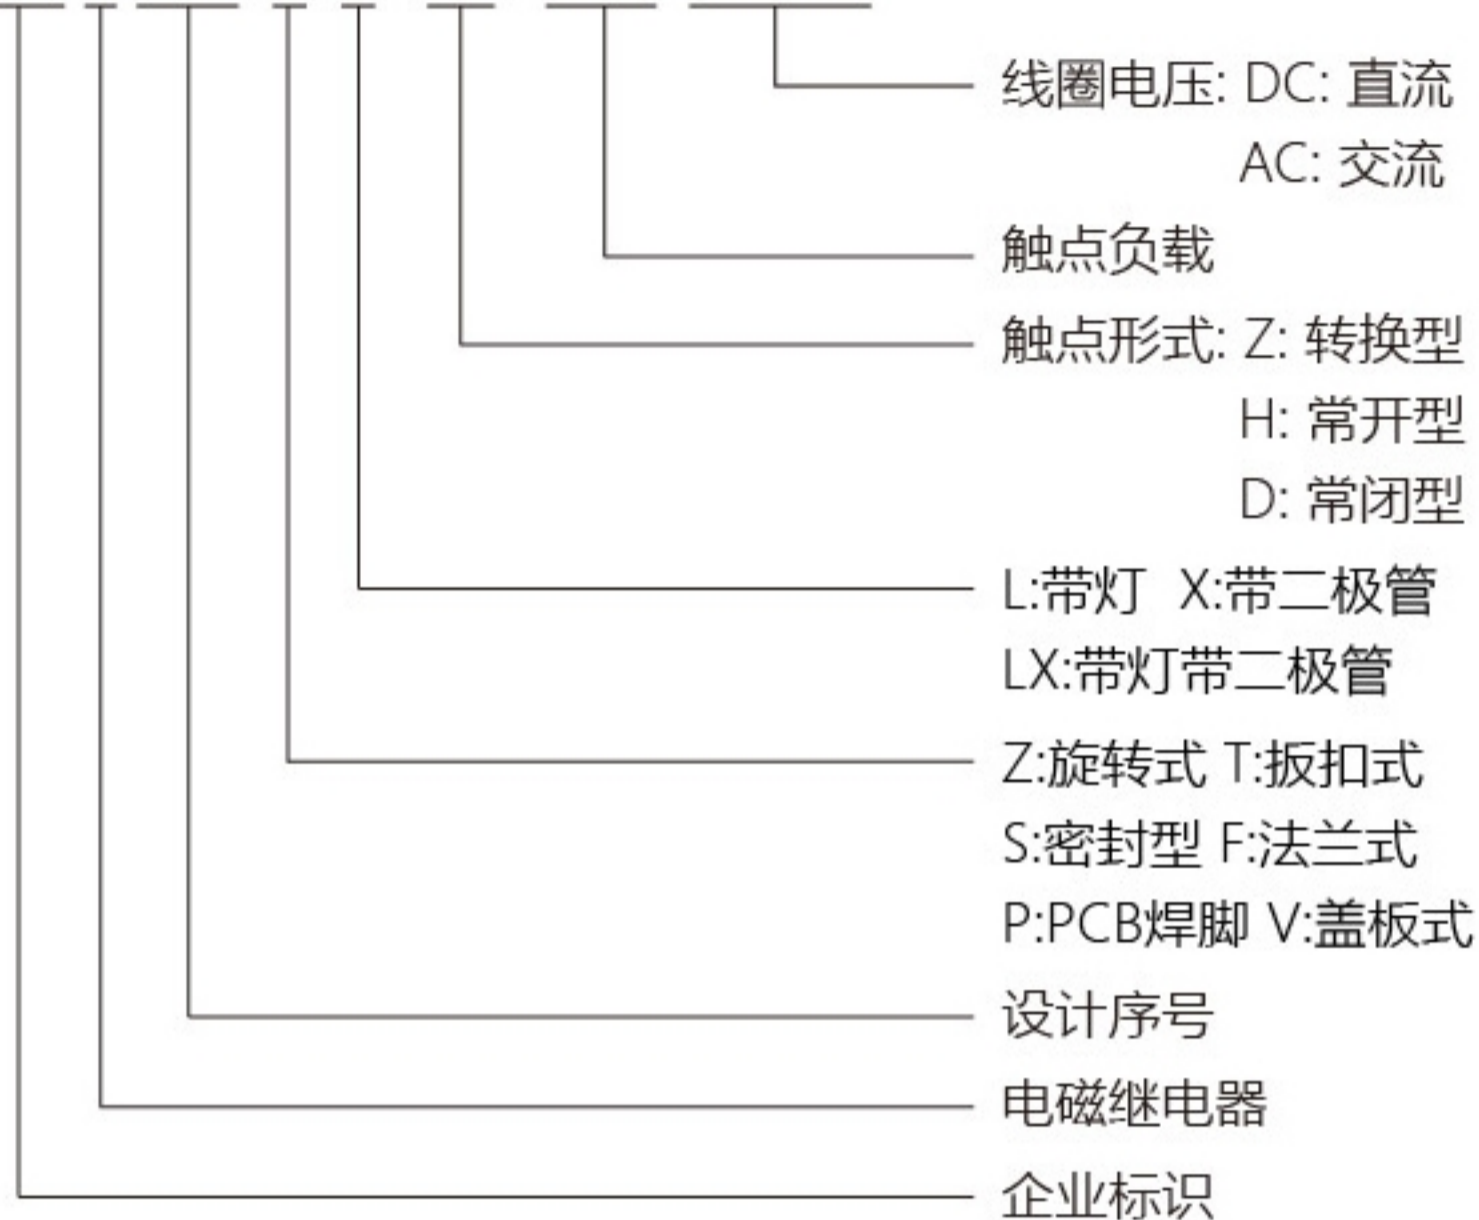 线圈电压: DC: 直流
AC: 交流
触点负载
触点形式: Z: 转换型
H: 常开型
D: 常闭型
L:带灯 X:带二极管
LX:带灯带二极管
Z:旋转式 T:扳扣式
S:密封型 F:法兰式
P:PCB焊脚 V:盖板式
设计序号
电磁继电器
企业标识